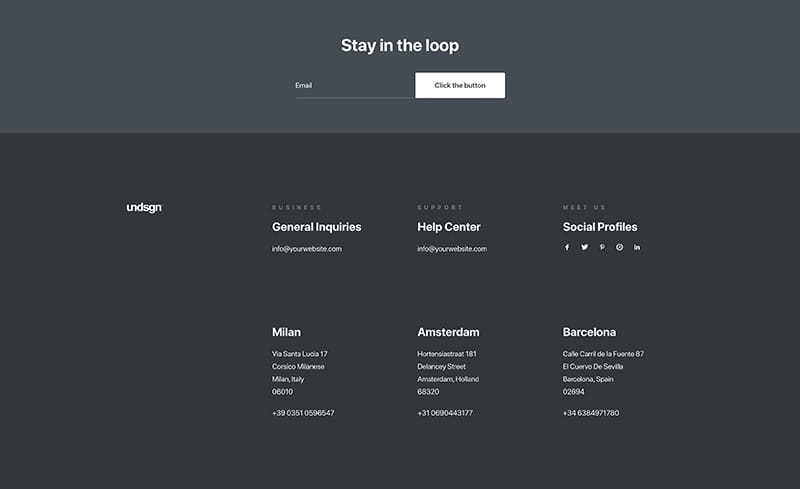 Stay in the loop
Email
Click the button
undsgn
BUSINESS
General Inquiries
info@yourwebsite.com
SUPPORT
Help Center
info@yourwebsite.com
MEET US
Social Profiles
Milan
Via Santa Lucia 17
Corsico Milanese
Milan, Italy
06010
+39 0351 0596547
Amsterdam
Hortensiastraat 181
Delancey Street
Amsterdam, Holland
68320
+31 0690443177
Barcelona
Calle Carril de la Fuente 87
El Cuervo De Sevilla
Barcelona, Spain
02694
+34 6384971780